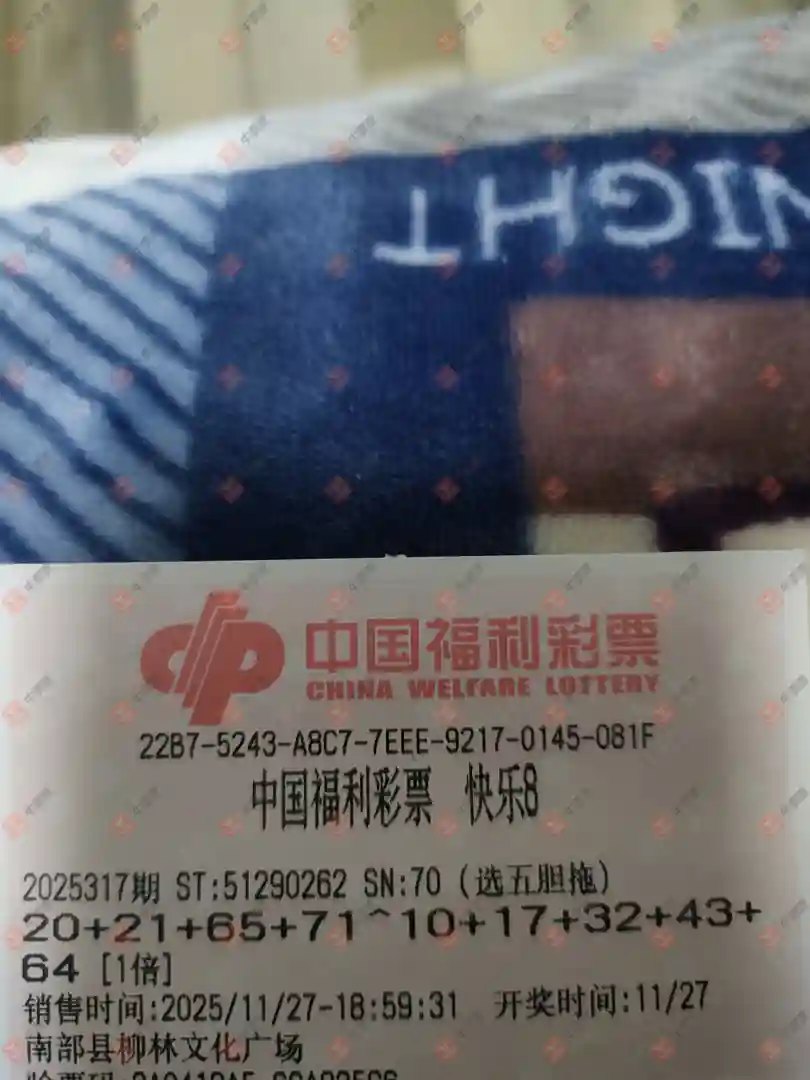 NIGHT
中国福利彩票
CHINA WELFARE LOTTERY
22B7-5243-A8C7-7EEE-9217-0145-081F
中国福利彩票 快乐8
2025317期 ST:51290262 SN:70 (选五胆拖)
20+21+65+71^10+17+32+43+
64 [1倍]
销售时间:2025/11/27-18:59:31 开奖时间:11/27
南部县柳林文化广场